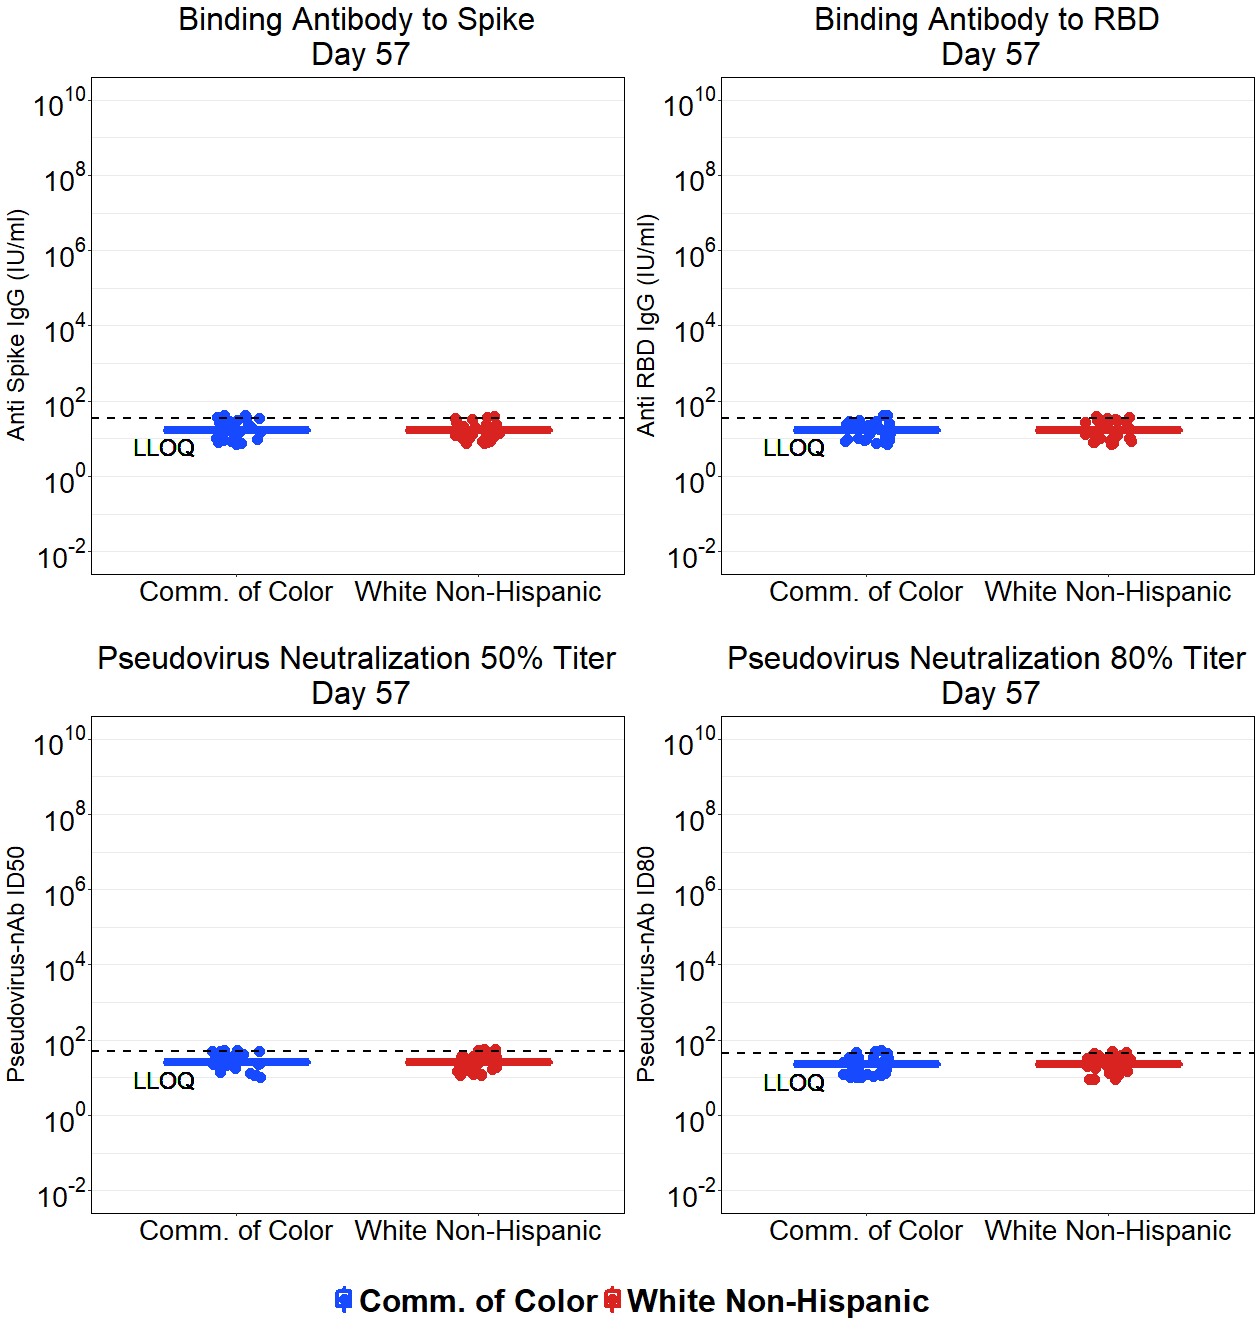 Binding Antibody to Spike
Day 57
Anti Spike IgG (IU/ml)
10^10
10^8
10^6
10^4
10^2
10^0
10^-2
LLOQ
Comm. of Color White Non-Hispanic
Binding Antibody to RBD
Day 57
Anti RBD IgG (IU/ml)
10^10
10^8
10^6
10^4
10^2
10^0
10^-2
LLOQ
Comm. of Color White Non-Hispanic
Pseudovirus Neutralization 50% Titer
Day 57
Pseudovirus-nAb ID50
10^10
10^8
10^6
10^4
10^2
10^0
10^-2
LLOQ
Comm. of Color White Non-Hispanic
Pseudovirus Neutralization 80% Titer
Day 57
Pseudovirus-nAb ID80
10^10
10^8
10^6
10^4
10^2
10^0
10^-2
LLOQ
Comm. of Color White Non-Hispanic
Comm. of Color White Non-Hispanic